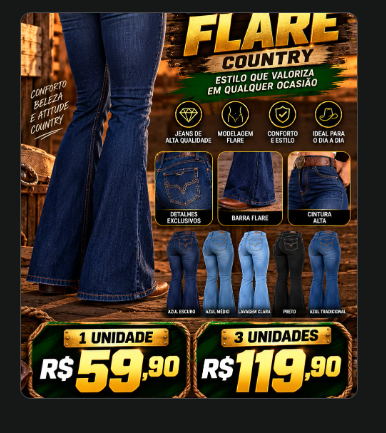 FLARE
COUNTRY
ESTILO QUE VALORIZA
EM QUALQUER OCASIÃO
CONFORTO
BELEZA
E ATITUDE
COUNTRY
JEANS DE
ALTA QUALIDADE
MODELAGEM
FLARE
CONFORTO
E ESTILO
IDEAL PARA
O DIA A DIA
DETALHES
EXCLUSIVOS
BARRA FLARE
CINTURA
ALTA
AZUL ESCURO
AZUL MÉDIO
LAVAGEM CLARA
PRETO
AZUL TRADICIONAL
1 UNIDADE
R$59,90
3 UNIDADES
R$119,90